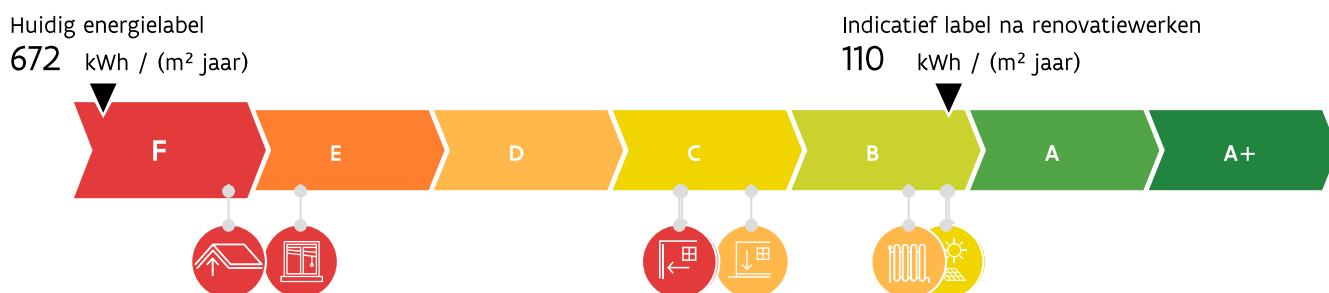 Huidig energielabel
672 kWh / (m² jaar)
Indicatief label na renovatiewerken
110 kWh / (m² jaar)
F E D C B A A+